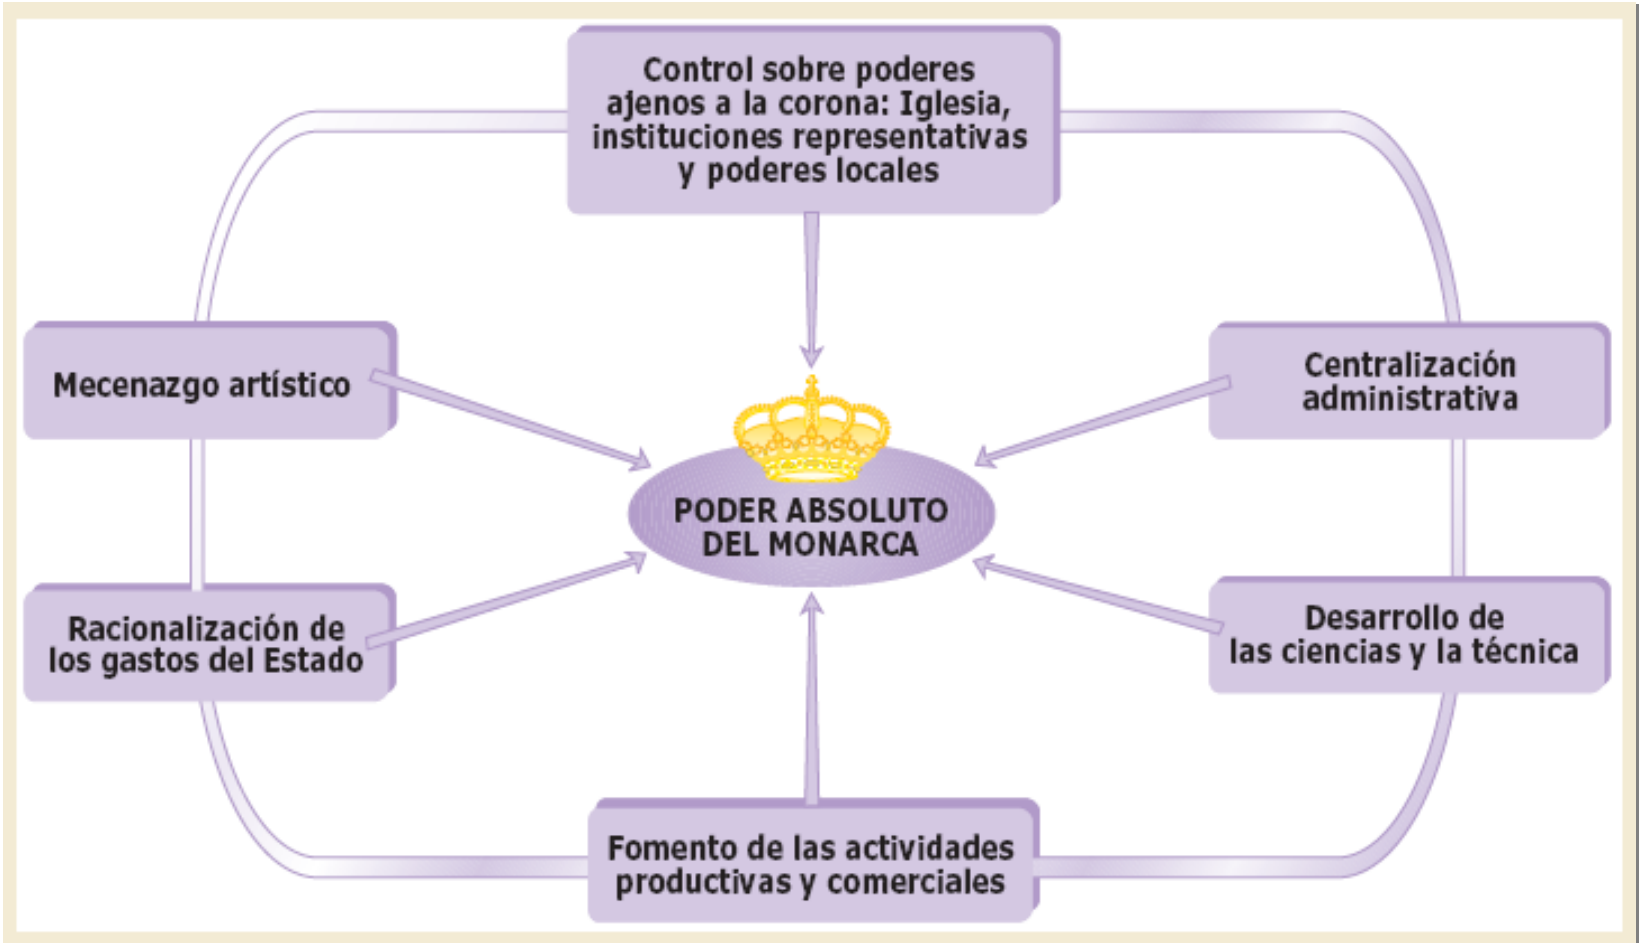 Control sobre poderes
ajenos a la corona: Iglesia,
instituciones representativas
y poderes locales
Mecenazgo artístico
Centralización
administrativa
PODER ABSOLUTO
DEL MONARCA
Racionalización de
los gastos del Estado
Desarrollo de
las ciencias y la técnica
Fomento de las actividades
productivas y comerciales